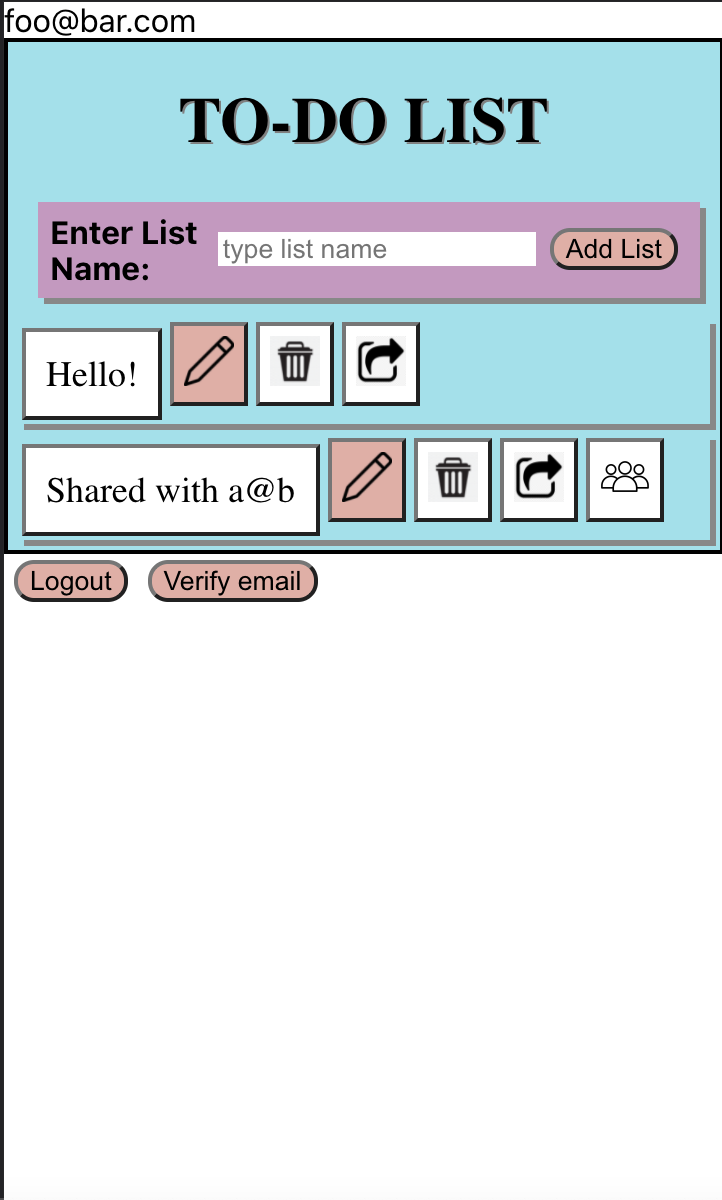 foo@bar.com
TO-DO LIST
Enter List
Name:
type list name
Add List
Hello!
Shared with a@b
Logout
Verify email